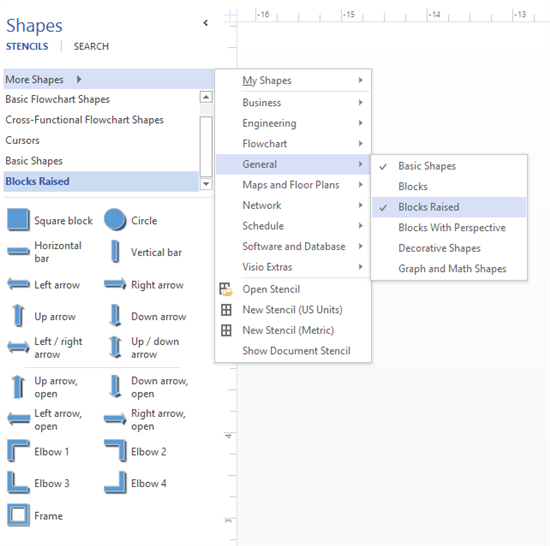 Shapes
STENCILS SEARCH
More Shapes
Basic Flowchart Shapes
Cross-Functional Flowchart Shapes
Cursors
Basic Shapes
Blocks Raised
Square block Circle
Horizontal
bar
Vertical bar
Left arrow Right arrow
Up arrow Down arrow
Left / right
arrow
Up / down
arrow
Up arrow,
open
Down arrow,
open
Left arrow,
open
Right arrow,
open
Elbow 1 Elbow 2
Elbow 3 Elbow 4
Frame
My Shapes
Business
Engineering
Flowchart
General
Maps and Floor Plans
Network
Schedule
Software and Database
Visio Extras
Open Stencil
New Stencil (US Units)
New Stencil (Metric)
Show Document Stencil
Basic Shapes
Blocks
Blocks Raised
Blocks With Perspective
Decorative Shapes
Graph and Math Shapes
-16 -15 -14 -13
4
3